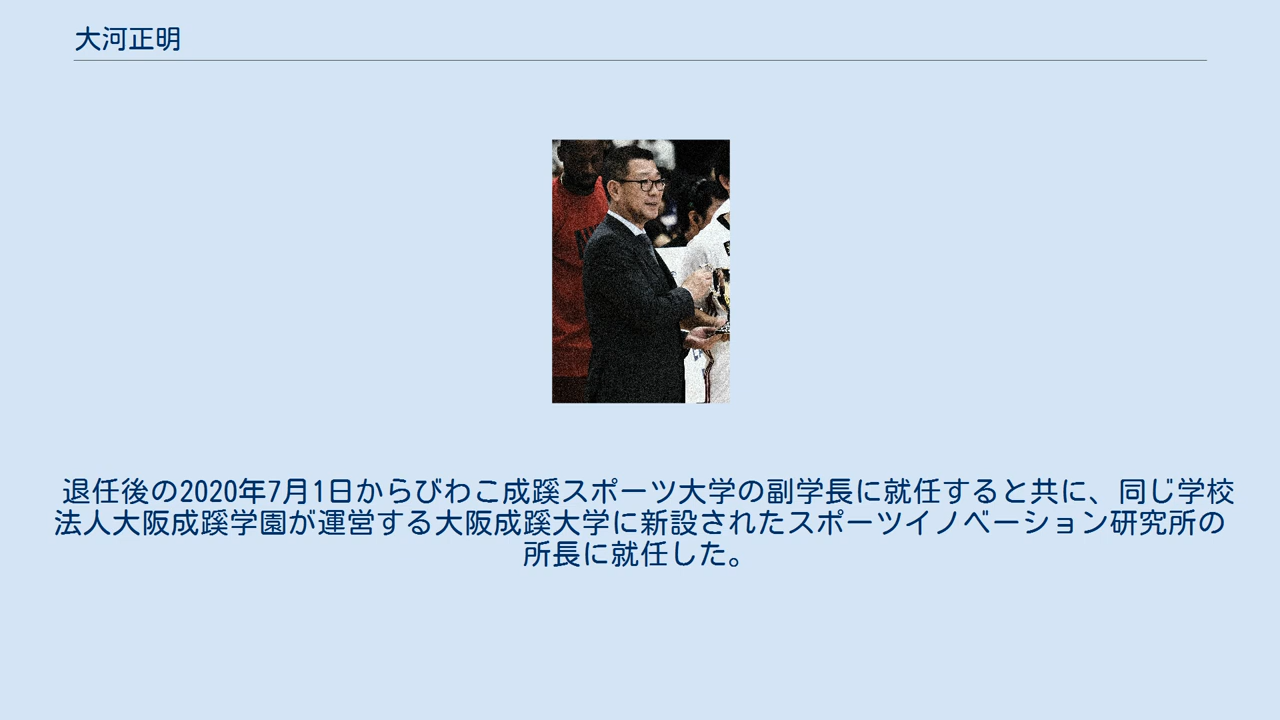 大河正明
退任後の2020年7月1日からびわこ成蹊スポーツ大学の副学長に就任すると共に、同じ学校
法人大阪成蹊学園が運営する大阪成蹊大学に新設されたスポーツイノベーション研究所の
所長に就任した。